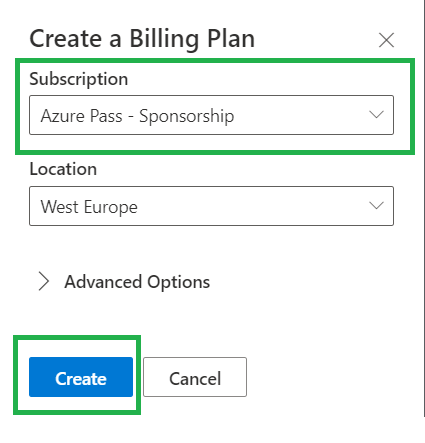 Create a Billing Plan
Subscription
Azure Pass - Sponsorship
Location
West Europe
Advanced Options
Create
Cancel